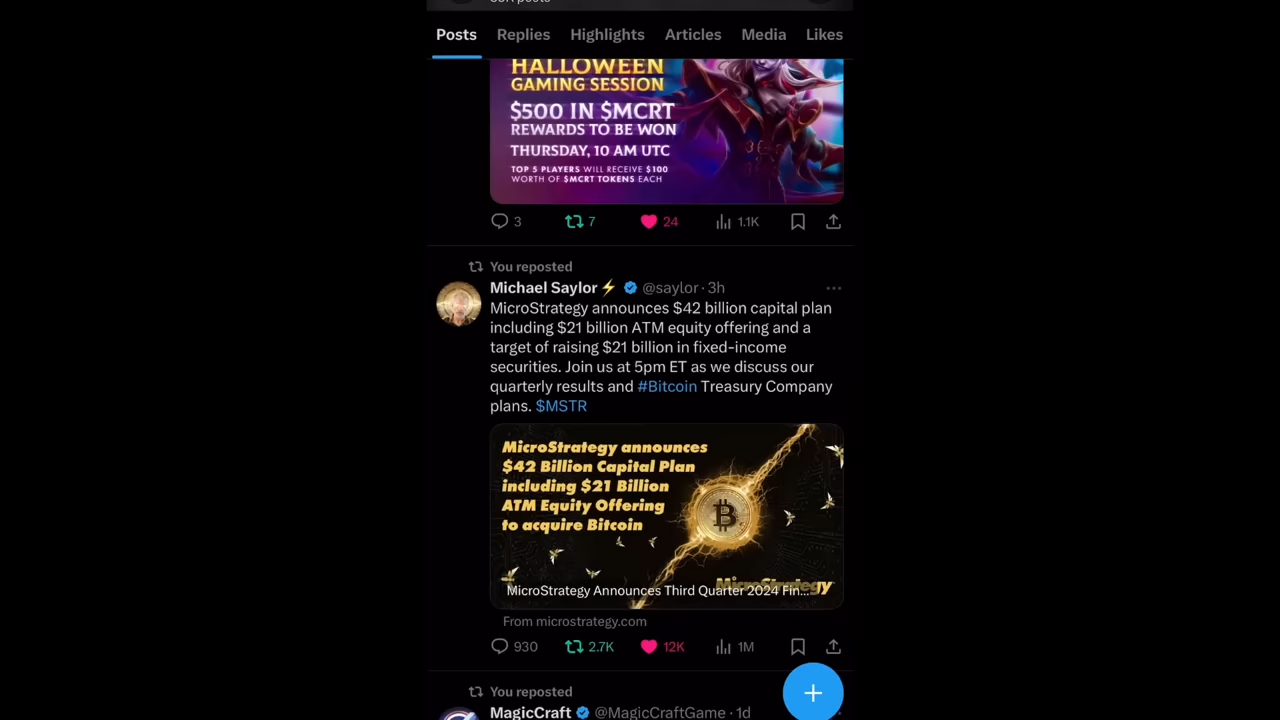 Posts Replies Highlights Articles Media Likes
HALLOWEEN
GAMING SESSION
$500 IN $MCRT
REWARDS TO BE WON
THURSDAY, 10 AM UTC
TOP 5 PLAYERS WILL RECEIVE $100
WORTH OF $MCRT TOKENS EACH
3 7 24 1.1K
You reposted
Michael Saylor⚡ @saylor · 3h
MicroStrategy announces $42 billion capital plan
including $21 billion ATM equity offering and a
target of raising $21 billion in fixed-income
securities. Join us at 5pm ET as we discuss our
quarterly results and #Bitcoin Treasury Company
plans. $MSTR
MicroStrategy announces
$42 Billion Capital Plan
including $21 Billion
ATM Equity Offering
to acquire Bitcoin
MicroStrategy
MicroStrategy Announces Third Quarter 2024 Fin...
From microstrategy.com
930 2.7K 12K 1M
You reposted
MagicCraft @MagicCraftGame · 1d